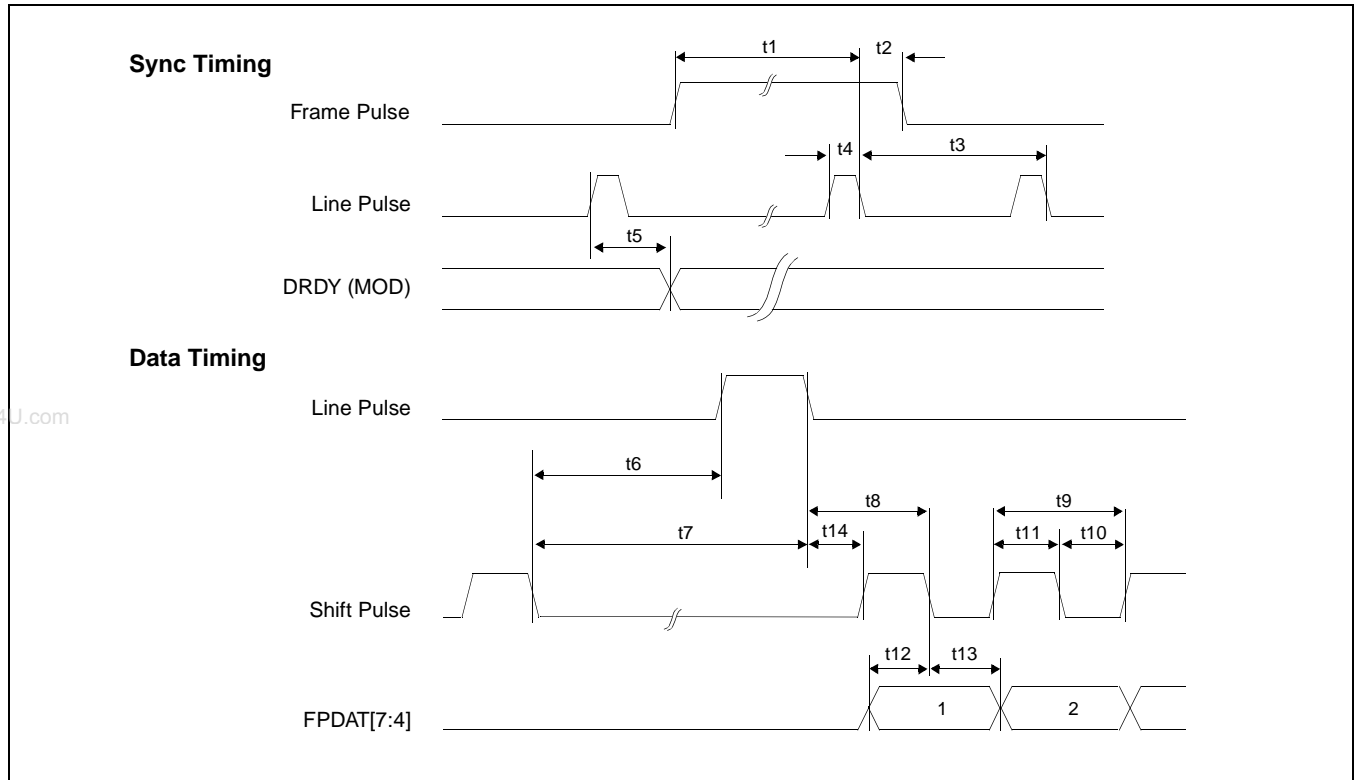 Sync Timing
t1
t2
Frame Pulse
t4
t3
Line Pulse
t5
DRDY (MOD)
Data Timing
Line Pulse
4U.com
t6
t8
t9
t7
t14
t11
t10
Shift Pulse
t12
t13
FPDAT[7:4]
1
2